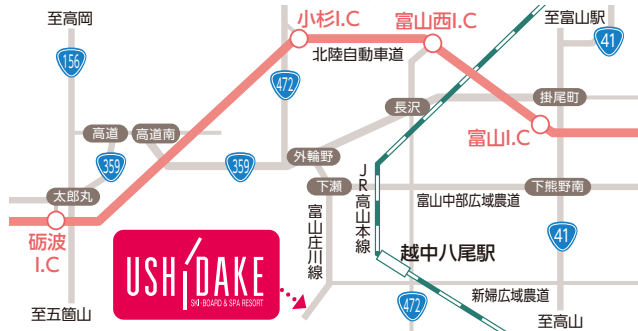 至高岡
小杉I.C
富山西I.C
至富山駅
41
156
北陸自動車道
472
長沢
掛尾町
高道
高道南
富山I.C
359
359
外輪野
太郎丸
下瀬
JR高山本線
富山中部広域農道
下熊野南
砺波
I.C
富山庄川線
41
越中八尾駅
USHiDAKE
SKI・BOARD & SPA RESORT
新婦広域農道
472
至五箇山
至高山